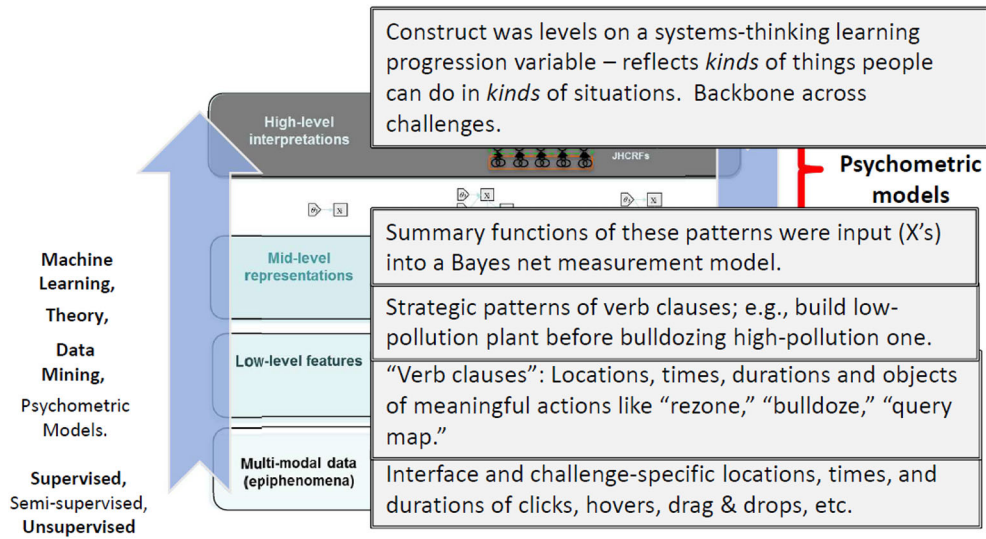 Construct was levels on a systems-thinking learning
progression variable – reflects kinds of things people
can do in kinds of situations.  Backbone across
challenges.
High-level
interpretations
JHCRFs
Psychometric
models
Summary functions of these patterns were input (X's)
into a Bayes net measurement model.
Mid-level
representations
Machine
Learning,
Theory,
Data
Mining,
Psychometric
Models.
Supervised,
Semi-supervised,
Unsupervised
Strategic patterns of verb clauses; e.g., build low-
pollution plant before bulldozing high-pollution one.
Low-level features
“Verb clauses”: Locations, times, durations and objects
of meaningful actions like “rezone,” “bulldoze,” “query
map.”
Multi-modal data
(epiphenomena)
Interface and challenge-specific locations, times, and
durations of clicks, hovers, drag & drops, etc.